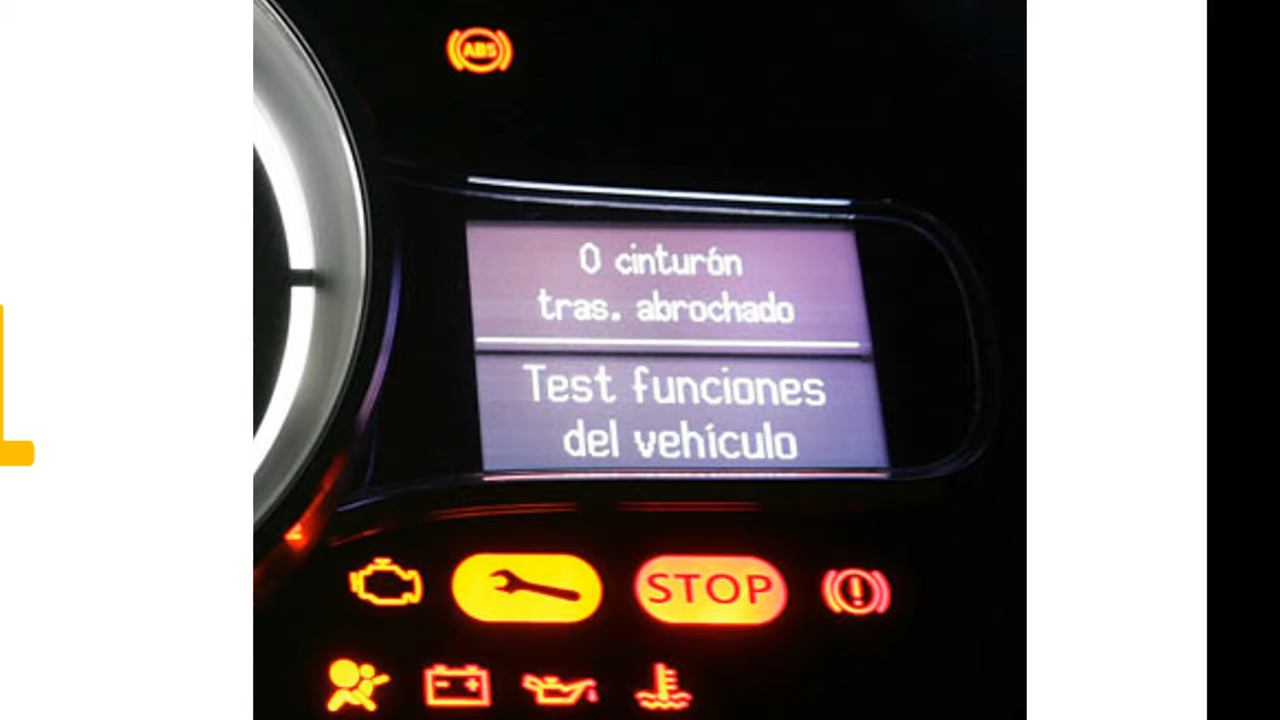 ABS
0 cinturón
tras. abrochado
Test funciones
del vehículo
STOP